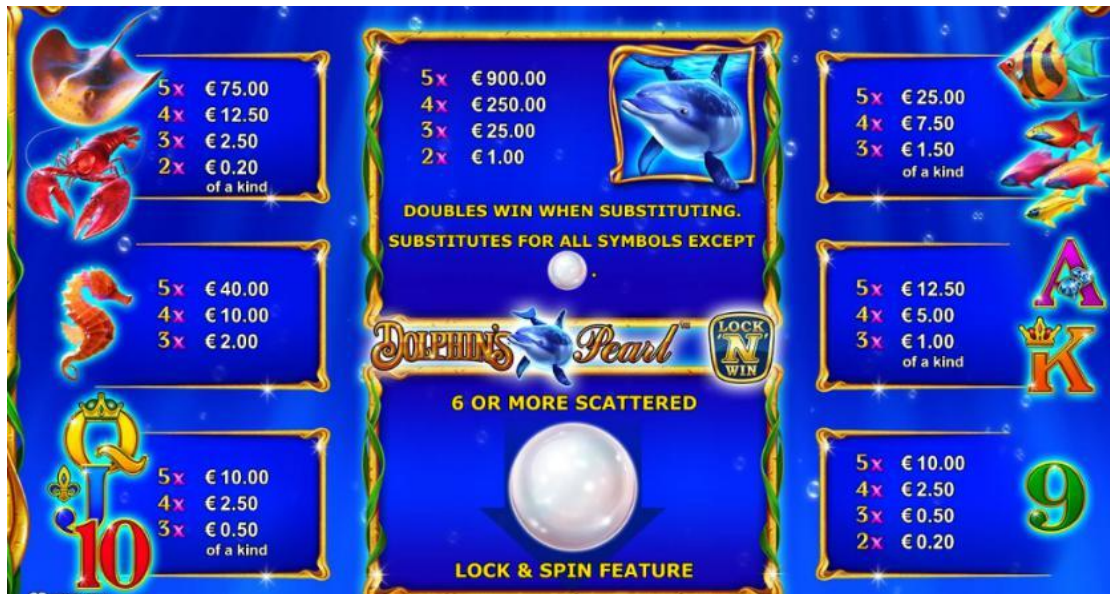 5x €75.00
4x €12.50
3x €2.50
2x €0.20
of a kind
5x €900.00
4x €250.00
3x €25.00
2x €1.00
DOUBLES WIN WHEN SUBSTITUTING.
SUBSTITUTES FOR ALL SYMBOLS EXCEPT
.
5x €25.00
4x €7.50
3x €1.50
of a kind
5x €40.00
4x €10.00
3x €2.00
DOLPHIN'S Pearl™
LOCK
'N'
WIN
5x €12.50
4x €5.00
3x €1.00
of a kind
A
K
Q
J
10
5x €10.00
4x €2.50
3x €0.50
of a kind
6 OR MORE SCATTERED
LOCK & SPIN FEATURE
5x €10.00
4x €2.50
3x €0.50
2x €0.20
9